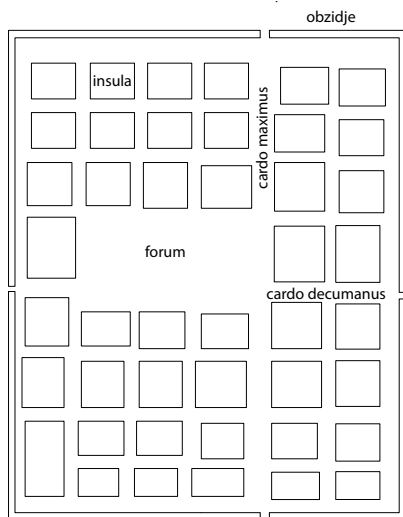 obzidje
insula
cardo maximus
forum
cardo decumanus